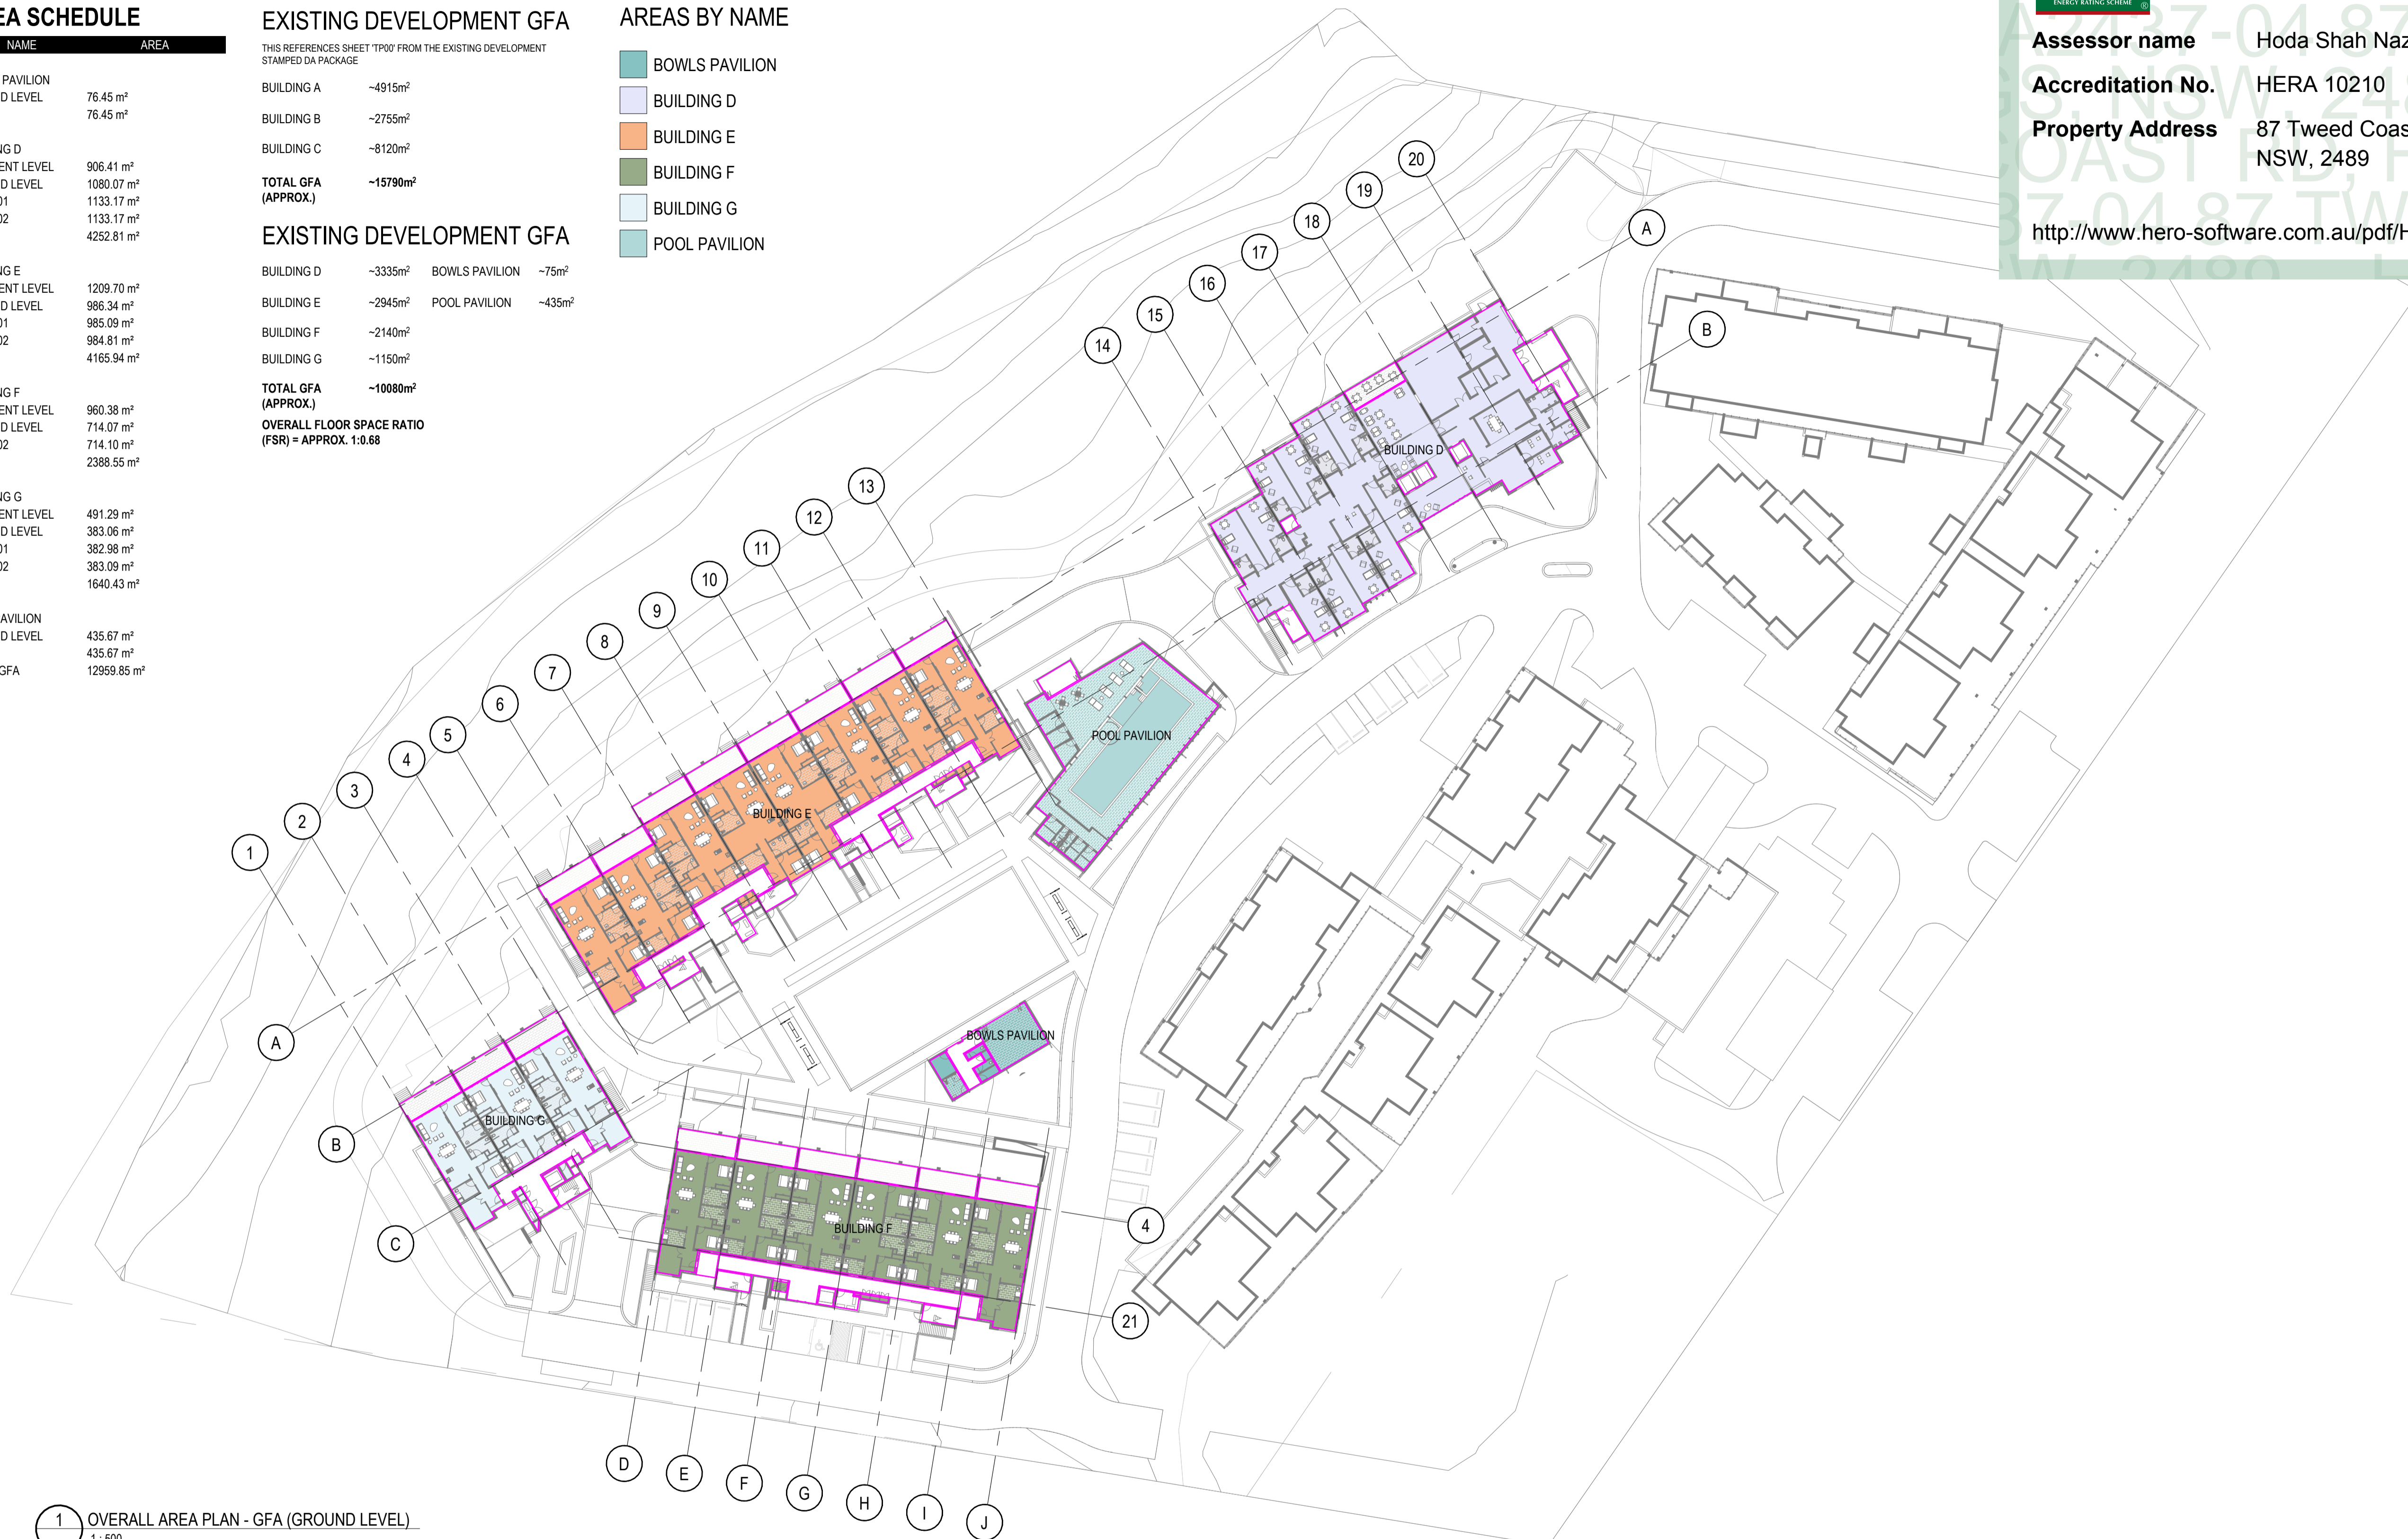 EA SCHEDULE
NAME AREA
PAVILION
D LEVEL 76.45 m²
76.45 m²
NG D
ENT LEVEL 906.41 m²
D LEVEL 1080.07 m²
01 1133.17 m²
02 1133.17 m²
4252.81 m²
NG E
ENT LEVEL 1209.70 m²
D LEVEL 986.34 m²
01 985.09 m²
02 984.81 m²
4165.94 m²
NG F
ENT LEVEL 960.38 m²
D LEVEL 714.07 m²
02 714.10 m²
2388.55 m²
NG G
ENT LEVEL 491.29 m²
D LEVEL 383.06 m²
01 382.98 m²
02 383.09 m²
1640.43 m²
AVILION
D LEVEL 435.67 m²
435.67 m²
GFA 12959.85 m²
EXISTING DEVELOPMENT GFA
THIS REFERENCES SHEET 'TP00' FROM THE EXISTING DEVELOPMENT
STAMPED DA PACKAGE
BUILDING A ~4915m²
BUILDING B ~2755m²
BUILDING C ~8120m²
TOTAL GFA ~15790m²
(APPROX.)
EXISTING DEVELOPMENT GFA
BUILDING D ~3335m² BOWLS PAVILION ~75m²
BUILDING E ~2945m² POOL PAVILION ~435m²
BUILDING F ~2140m²
BUILDING G ~1150m²
TOTAL GFA ~10080m²
(APPROX.)
OVERALL FLOOR SPACE RATIO
(FSR) = APPROX. 1:0.68
AREAS BY NAME
BOWLS PAVILION
BUILDING D
BUILDING E
BUILDING F
BUILDING G
POOL PAVILION
ENERGY RATING SCHEME ®
Assessor name Hoda Shah Naz
Accreditation No. HERA 10210
Property Address 87 Tweed Coas
NSW, 2489
http://www.hero-software.com.au/pdf/H
20
19
18
17
16
15
14
13
12
11
10
9
8
7
6
5
4
3
2
1
A
B
BUILDING D
POOL PAVILION
BUILDING E
BOWLS PAVILION
A
B
C
BUILDING G
BUILDING F
4
21
D
E
F
G
H
I
J
1 OVERALL AREA PLAN - GFA (GROUND LEVEL)
1 : 500